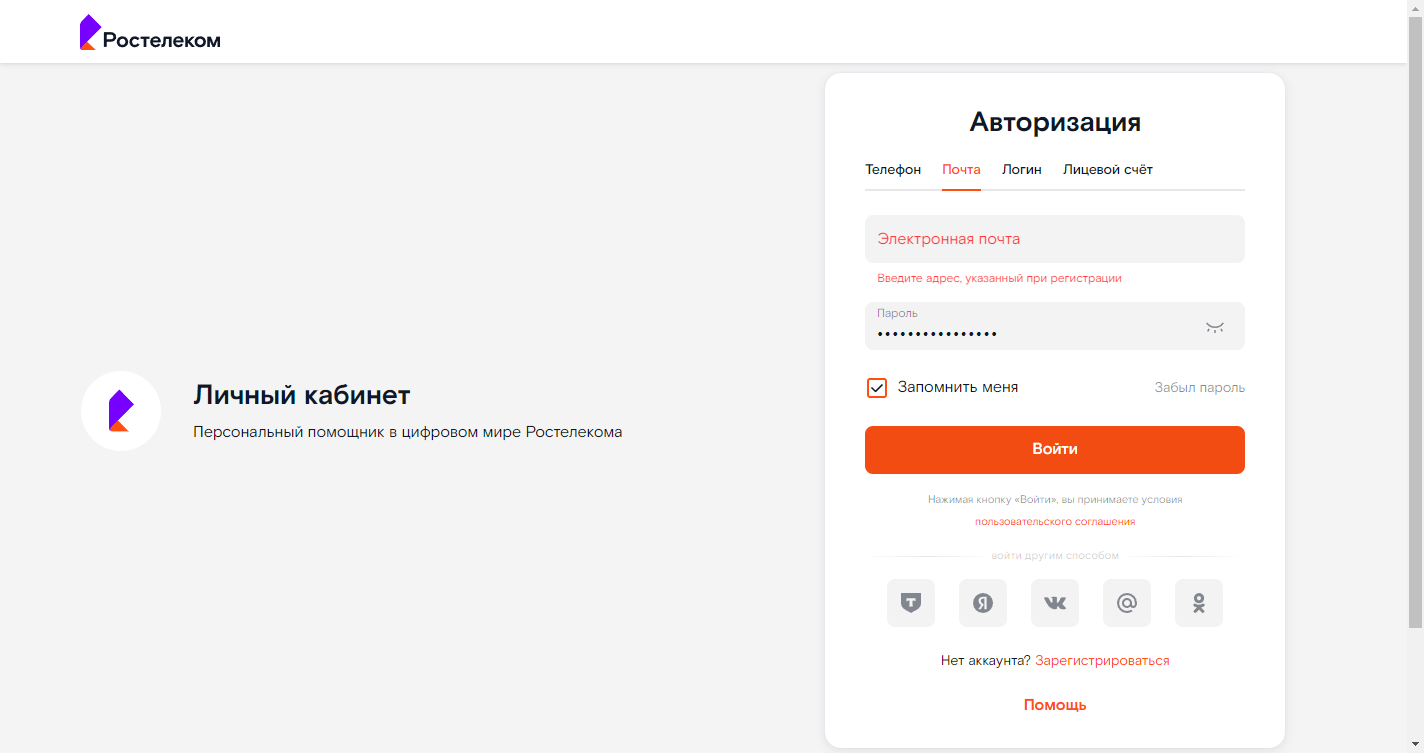 Ростелеком
Авторизация
Телефон Почта Логин Лицевой счёт
Электронная почта
Введите адрес, указанный при регистрации
Пароль
••••••••••••••••
Запомнить меня Забыл пароль
Войти
Нажимая кнопку «Войти», вы принимаете условия
пользовательского соглашения
войти другим способом
Нет аккаунта? Зарегистрироваться
Помощь
Личный кабинет
Персональный помощник в цифровом мире Ростелекома